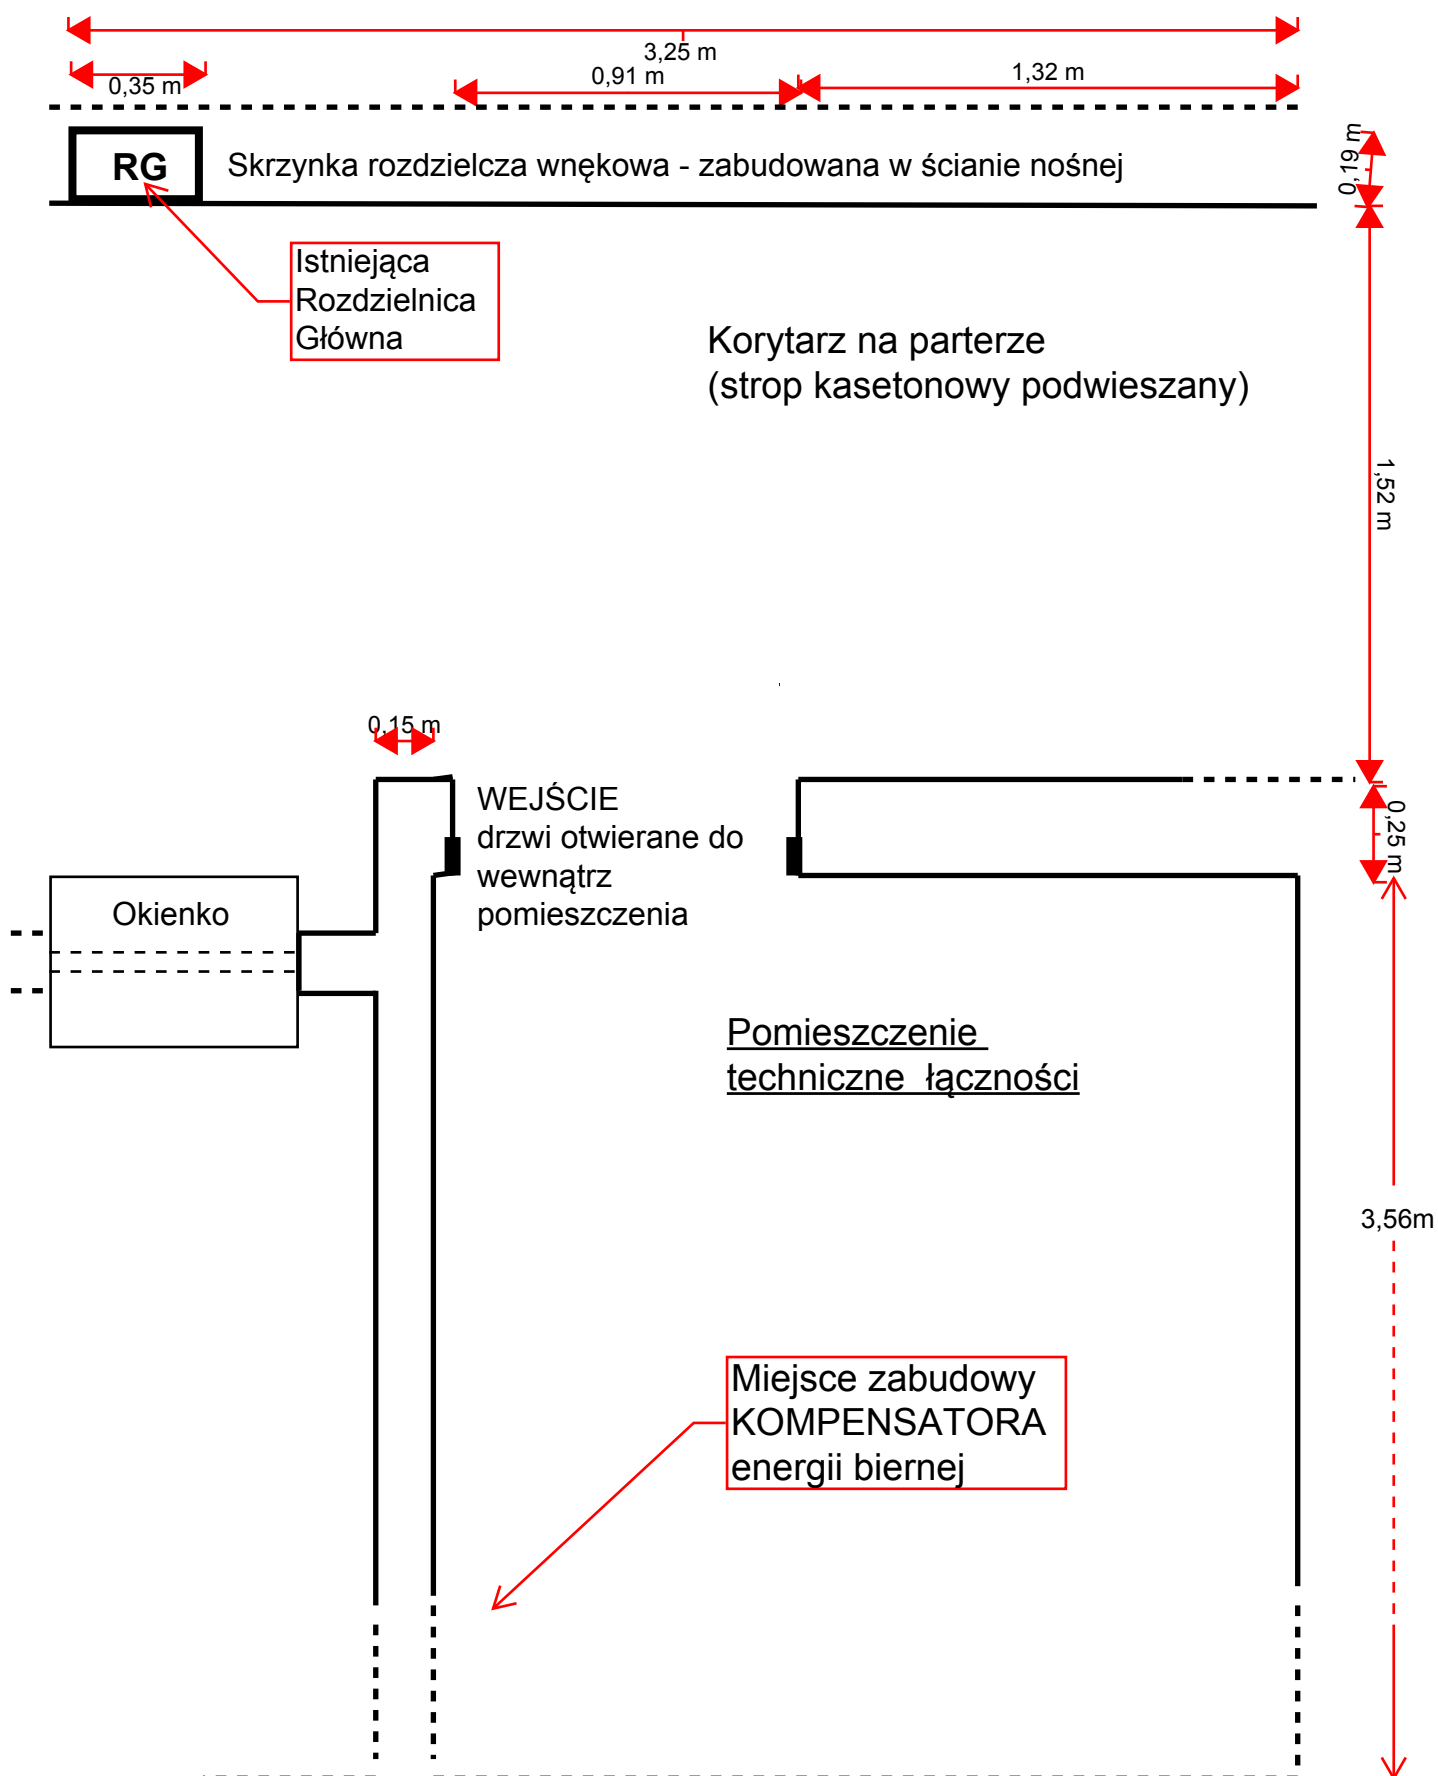 3,25 m
0,35 m
0,91 m
1,32 m
RG
Skrzynka rozdzielcza wnękowa - zabudowana w ścianie nośnej
0,19 m
Istniejąca
Rozdzielnica
Główna
Korytarz na parterze
(strop kasetonowy podwieszany)
1,52 m
0,15 m
WEJŚCIE
drzwi otwierane do
wewnątrz
pomieszczenia
0,25 m
Okienko
Pomieszczenie
techniczne łączności
3,56m
Miejsce zabudowy
KOMPENSATORA
energii biernej